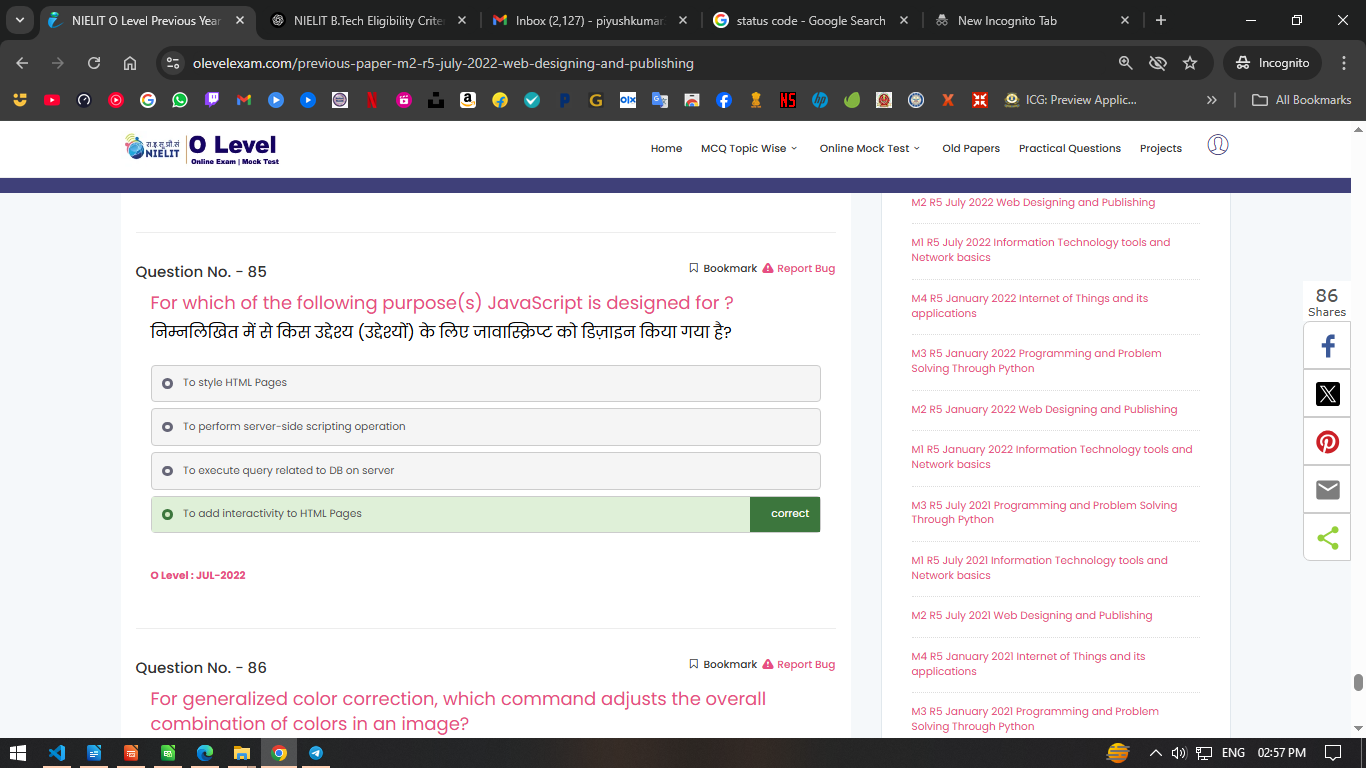 NIELIT O Level Previous Year
NIELIT B.Tech Eligibility Crite
Inbox (2,127) - piyushkumar
status code - Google Search
New Incognito Tab
olevelexam.com/previous-paper-m2-r5-july-2022-web-designing-and-publishing
Incognito
ICG: Preview Applic...
All Bookmarks
रा.इ.सू.प्रौ.सं
NIELIT
O Level
Online Exam | Mock Test
Home
MCQ Topic Wise
Online Mock Test
Old Papers
Practical Questions
Projects
Question No. - 85
Bookmark
Report Bug
For which of the following purpose(s) JavaScript is designed for ?
निम्नलिखित में से किस उद्देश्य (उद्देश्यों) के लिए जावास्क्रिप्ट को डिज़ाइन किया गया है?
To style HTML Pages
To perform server-side scripting operation
To execute query related to DB on server
To add interactivity to HTML Pages
correct
O Level : JUL-2022
Question No. - 86
Bookmark
Report Bug
For generalized color correction, which command adjusts the overall
combination of colors in an image?
M2 R5 July 2022 Web Designing and Publishing
M1 R5 July 2022 Information Technology tools and
Network basics
M4 R5 January 2022 Internet of Things and its
applications
M3 R5 January 2022 Programming and Problem
Solving Through Python
M2 R5 January 2022 Web Designing and Publishing
M1 R5 January 2022 Information Technology tools and
Network basics
M3 R5 July 2021 Programming and Problem Solving
Through Python
M1 R5 July 2021 Information Technology tools and
Network basics
M2 R5 July 2021 Web Designing and Publishing
M4 R5 January 2021 Internet of Things and its
applications
M3 R5 January 2021 Programming and Problem
Solving Through Python
86
Shares
ENG
02:57 PM